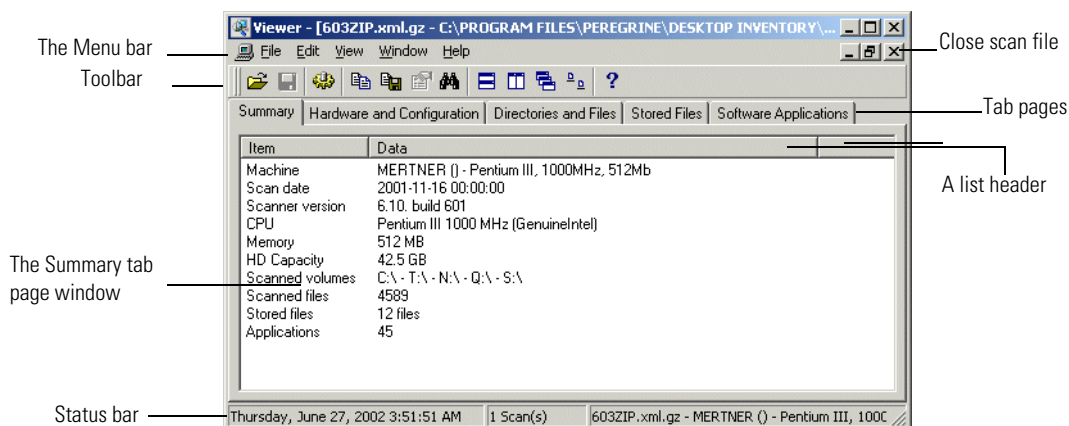 Viewer - [603ZIP.xml.gz - C:\PROGRAM FILES\PEREGRINE\DESKTOP INVENTORY\...
The Menu bar
File Edit View Window Help
Close scan file
Toolbar
Summary Hardware and Configuration Directories and Files Stored Files Software Applications
Tab pages
Item Data
A list header
Machine MERTNER () - Pentium III, 1000MHz, 512Mb
Scan date 2001-11-16 00:00:00
Scanner version 6.10. build 601
CPU Pentium III 1000 MHz (GenuineIntel)
Memory 512 MB
HD Capacity 42.5 GB
The Summary tab
page window
Scanned volumes C:\ - T:\ - N:\ - Q:\ - S:\
Scanned files 4589
Stored files 12 files
Applications 45
Status bar
Thursday, June 27, 2002 3:51:51 AM 1 Scan(s) 603ZIP.xml.gz - MERTNER () - Pentium III, 100C